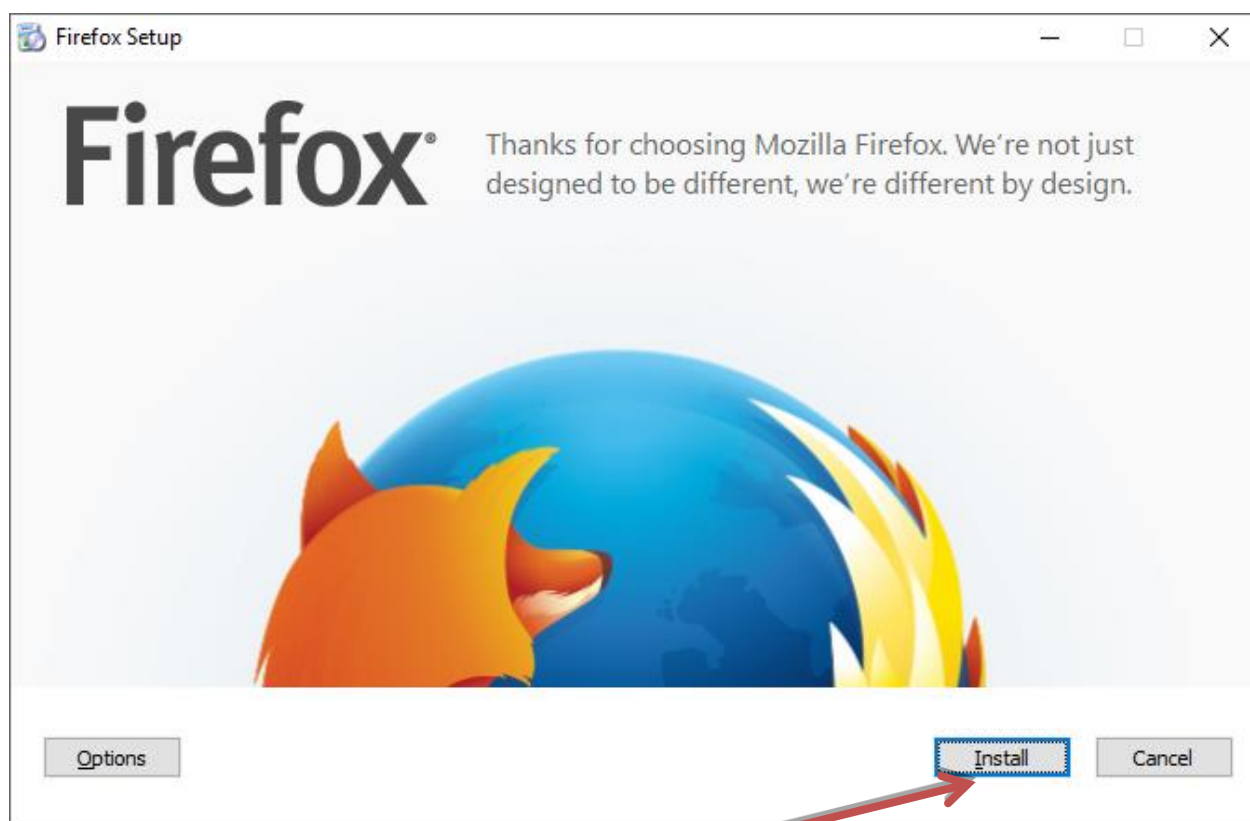 Firefox Setup
Firefox®
Thanks for choosing Mozilla Firefox. We're not just
designed to be different, we're different by design.
Options
Install
Cancel